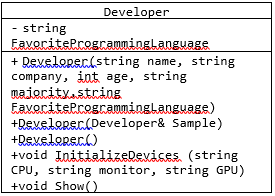 Developer
- string
FavoriteProgrammingLanguage
+ Developer(string name, string
company, int age, string
majority,string
FavoriteProgrammingLanguage)
+Developer(Developer& Sample)
+Developer()
+void InitializeDevices (string
CPU, string monitor, string GPU)
+void Show()